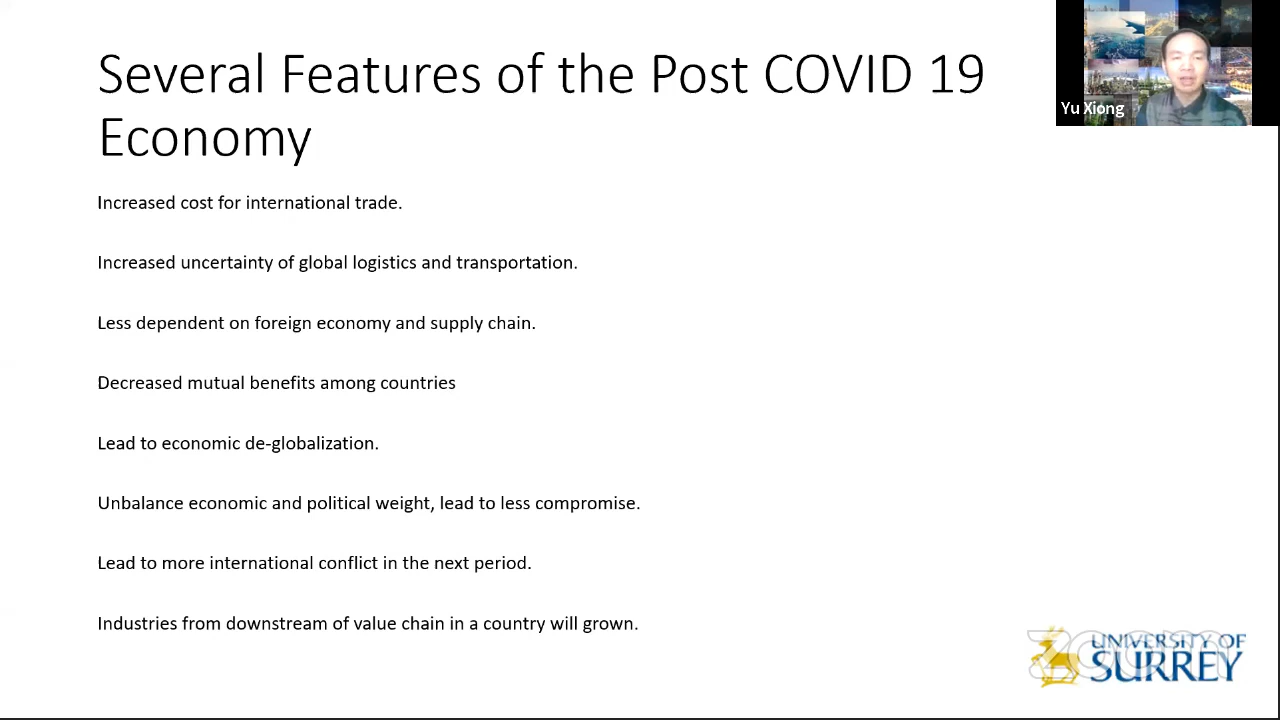 Several Features of the Post COVID 19
Economy
Yu Xiong
Increased cost for international trade.
Increased uncertainty of global logistics and transportation.
Less dependent on foreign economy and supply chain.
Decreased mutual benefits among countries
Lead to economic de-globalization.
Unbalance economic and political weight, lead to less compromise.
Lead to more international conflict in the next period.
Industries from downstream of value chain in a country will grown.
UNIVERSITY OF
SURREY
zoom